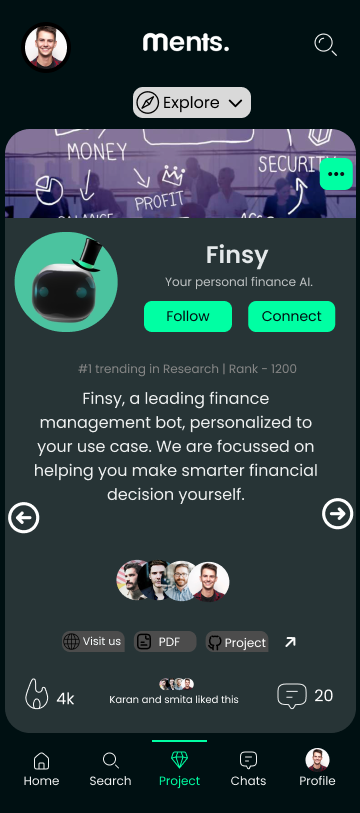 ments.
Explore
MONEY
SECURITY
PROFIT
BALANCE
Finsy
Your personal finance AI.
Follow Connect
#1 trending in Research | Rank - 1200
Finsy, a leading finance
management bot, personalized to
your use case. We are focussed on
helping you make smarter financial
decision yourself.
Visit us PDF Project
4k Karan and smita liked this 20
Home Search Project Chats Profile